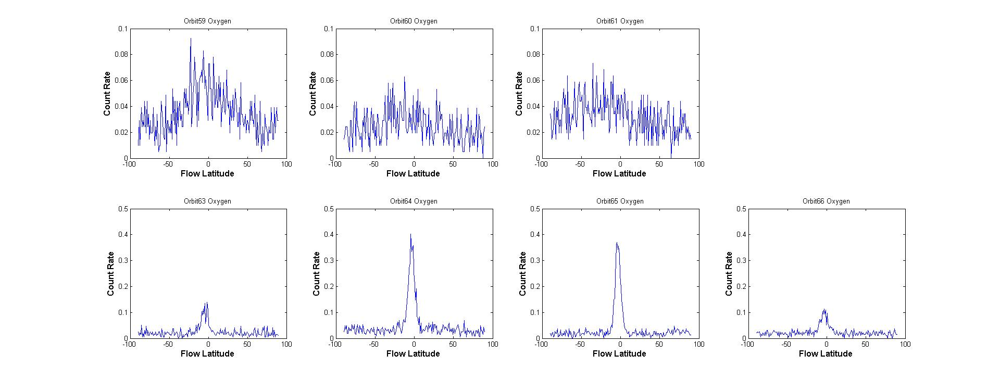 Orbit59 Oxygen
0.1
0.08
0.06
0.04
0.02
0
Count Rate
-100 -50 0 50 100
Flow Latitude
Orbit60 Oxygen
0.1
0.08
0.06
0.04
0.02
0
Count Rate
-100 -50 0 50 100
Flow Latitude
Orbit61 Oxygen
0.1
0.08
0.06
0.04
0.02
0
Count Rate
-100 -50 0 50 100
Flow Latitude
Orbit63 Oxygen
0.5
0.4
0.3
0.2
0.1
0
Count Rate
-100 -50 0 50 100
Flow Latitude
Orbit64 Oxygen
0.5
0.4
0.3
0.2
0.1
0
Count Rate
-100 -50 0 50 100
Flow Latitude
Orbit65 Oxygen
0.5
0.4
0.3
0.2
0.1
0
Count Rate
-100 -50 0 50 100
Flow Latitude
Orbit66 Oxygen
0.5
0.4
0.3
0.2
0.1
0
Count Rate
-100 -50 0 50 100
Flow Latitude